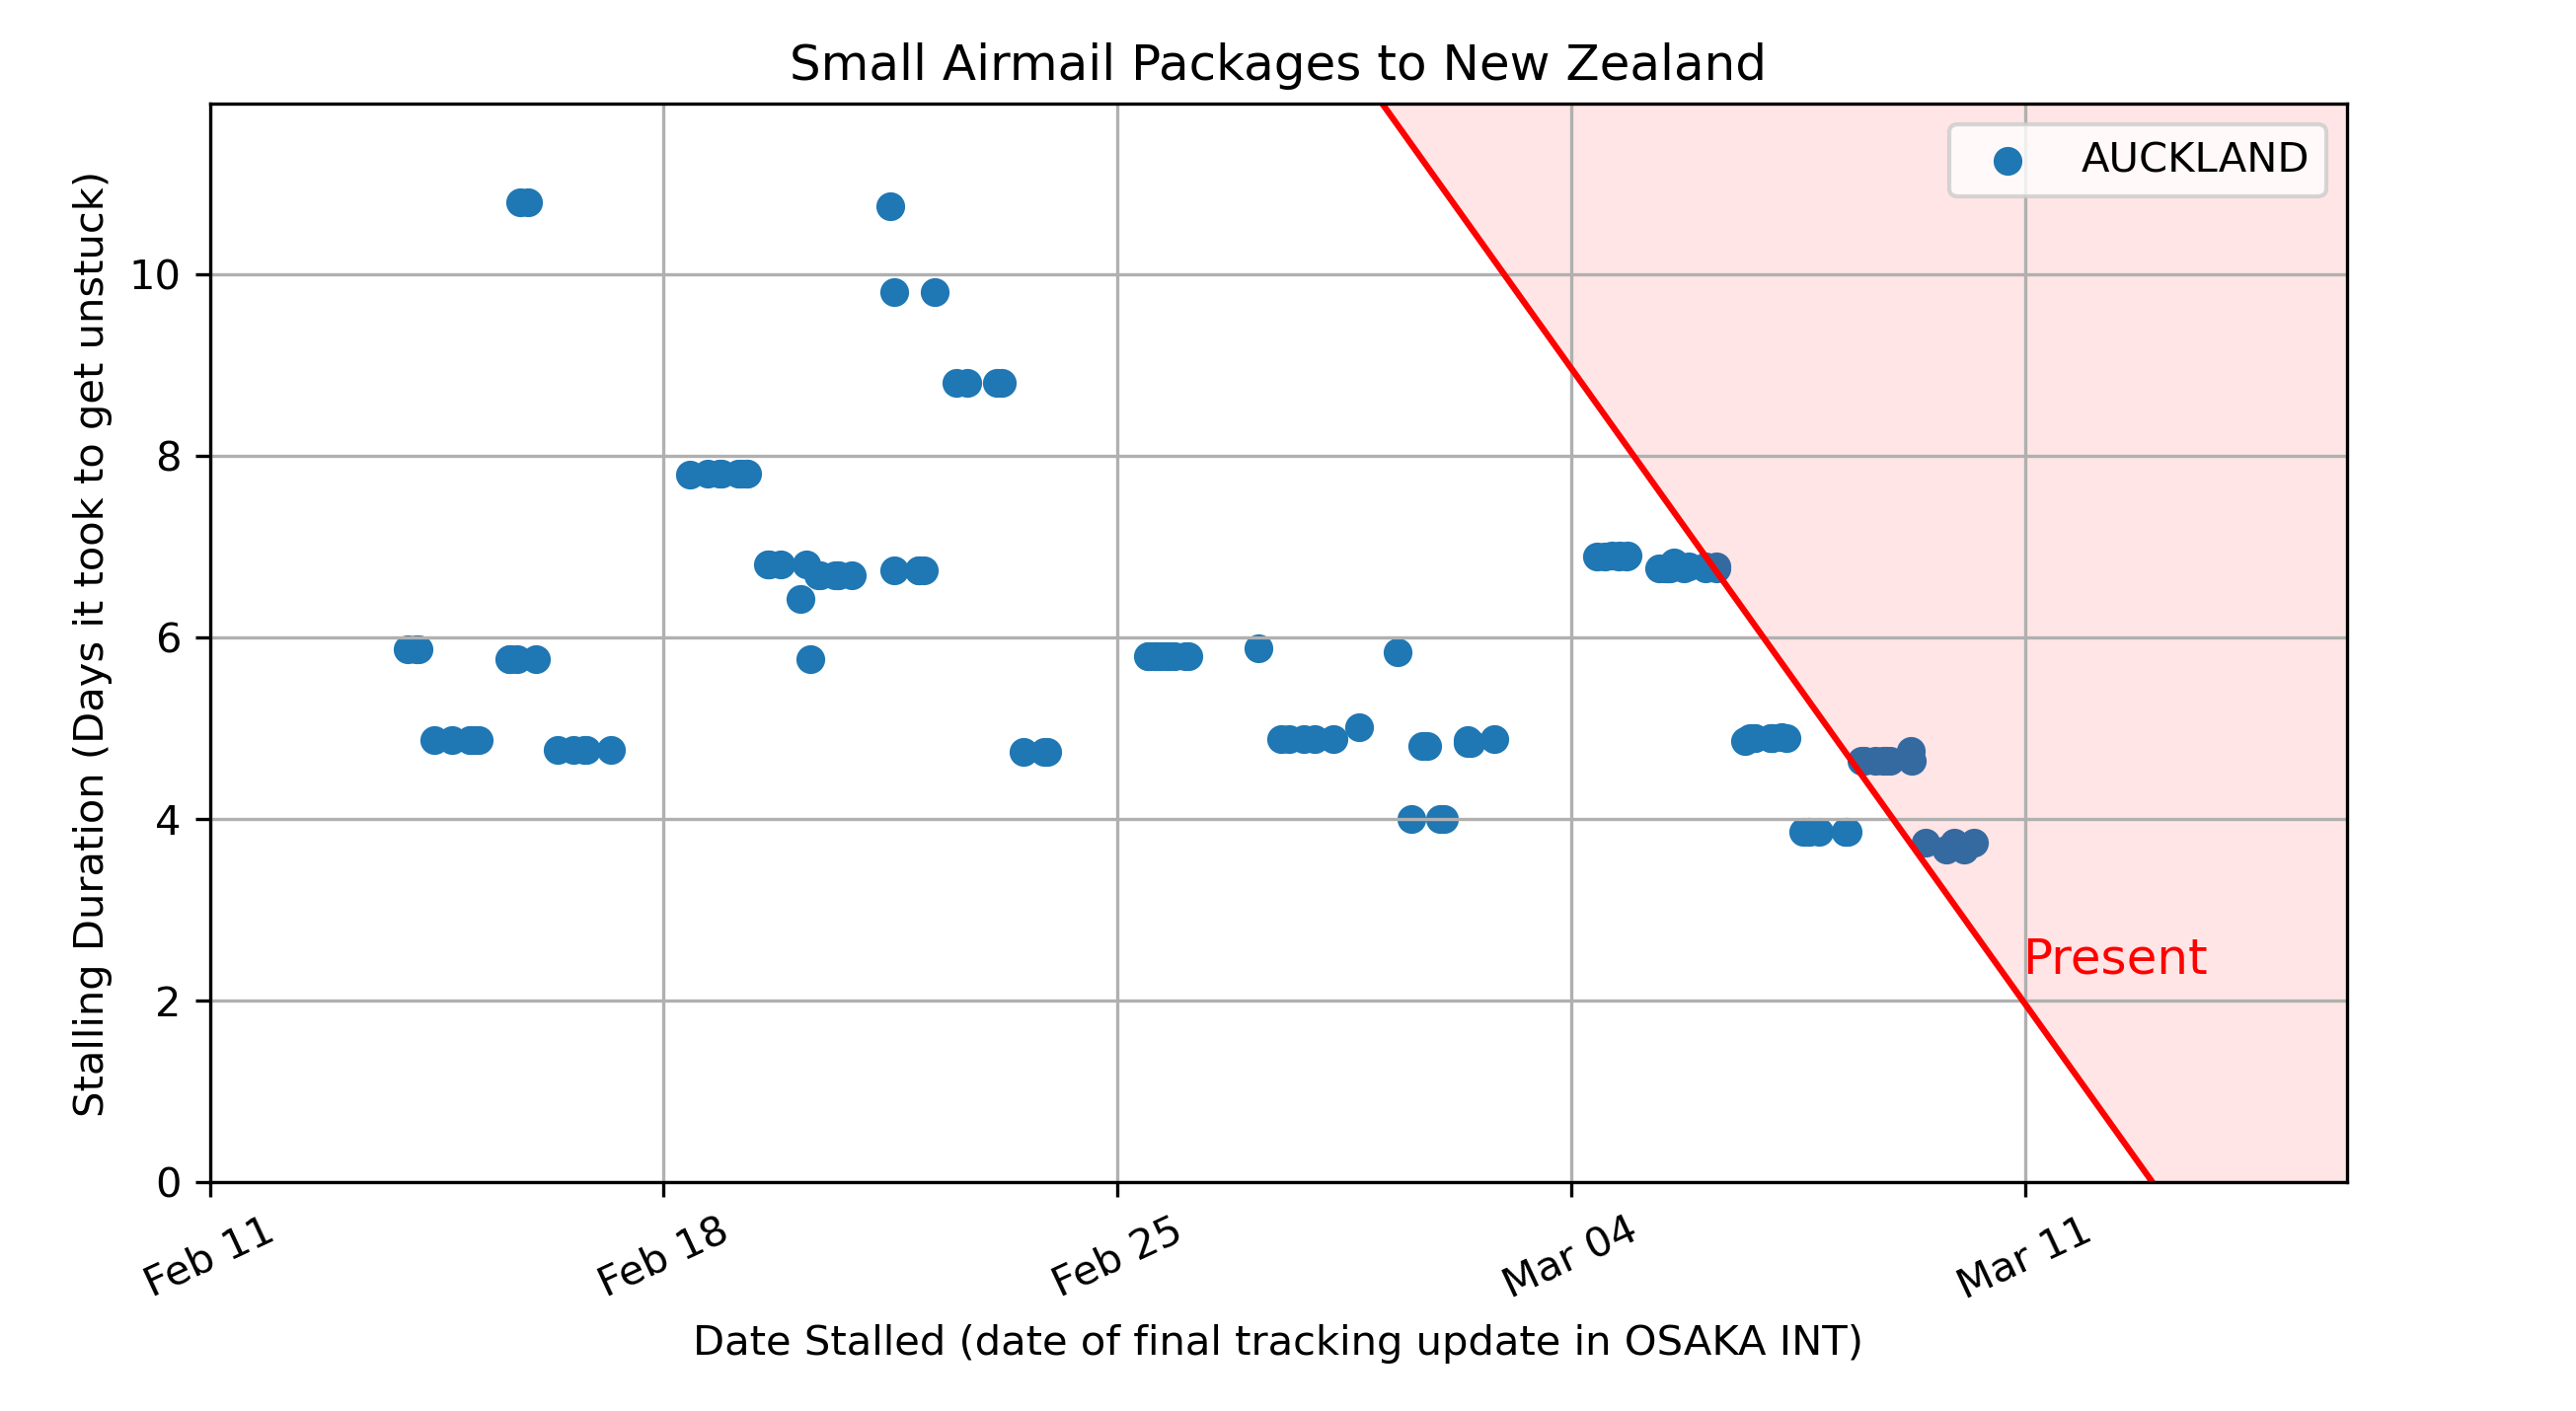 Small Airmail Packages to New Zealand
Stalling Duration (Days it took to get unstuck)
10
8
6
4
2
0
AUCKLAND
Present
Feb 11
Feb 18
Feb 25
Mar 04
Mar 11
Date Stalled (date of final tracking update in OSAKA INT)